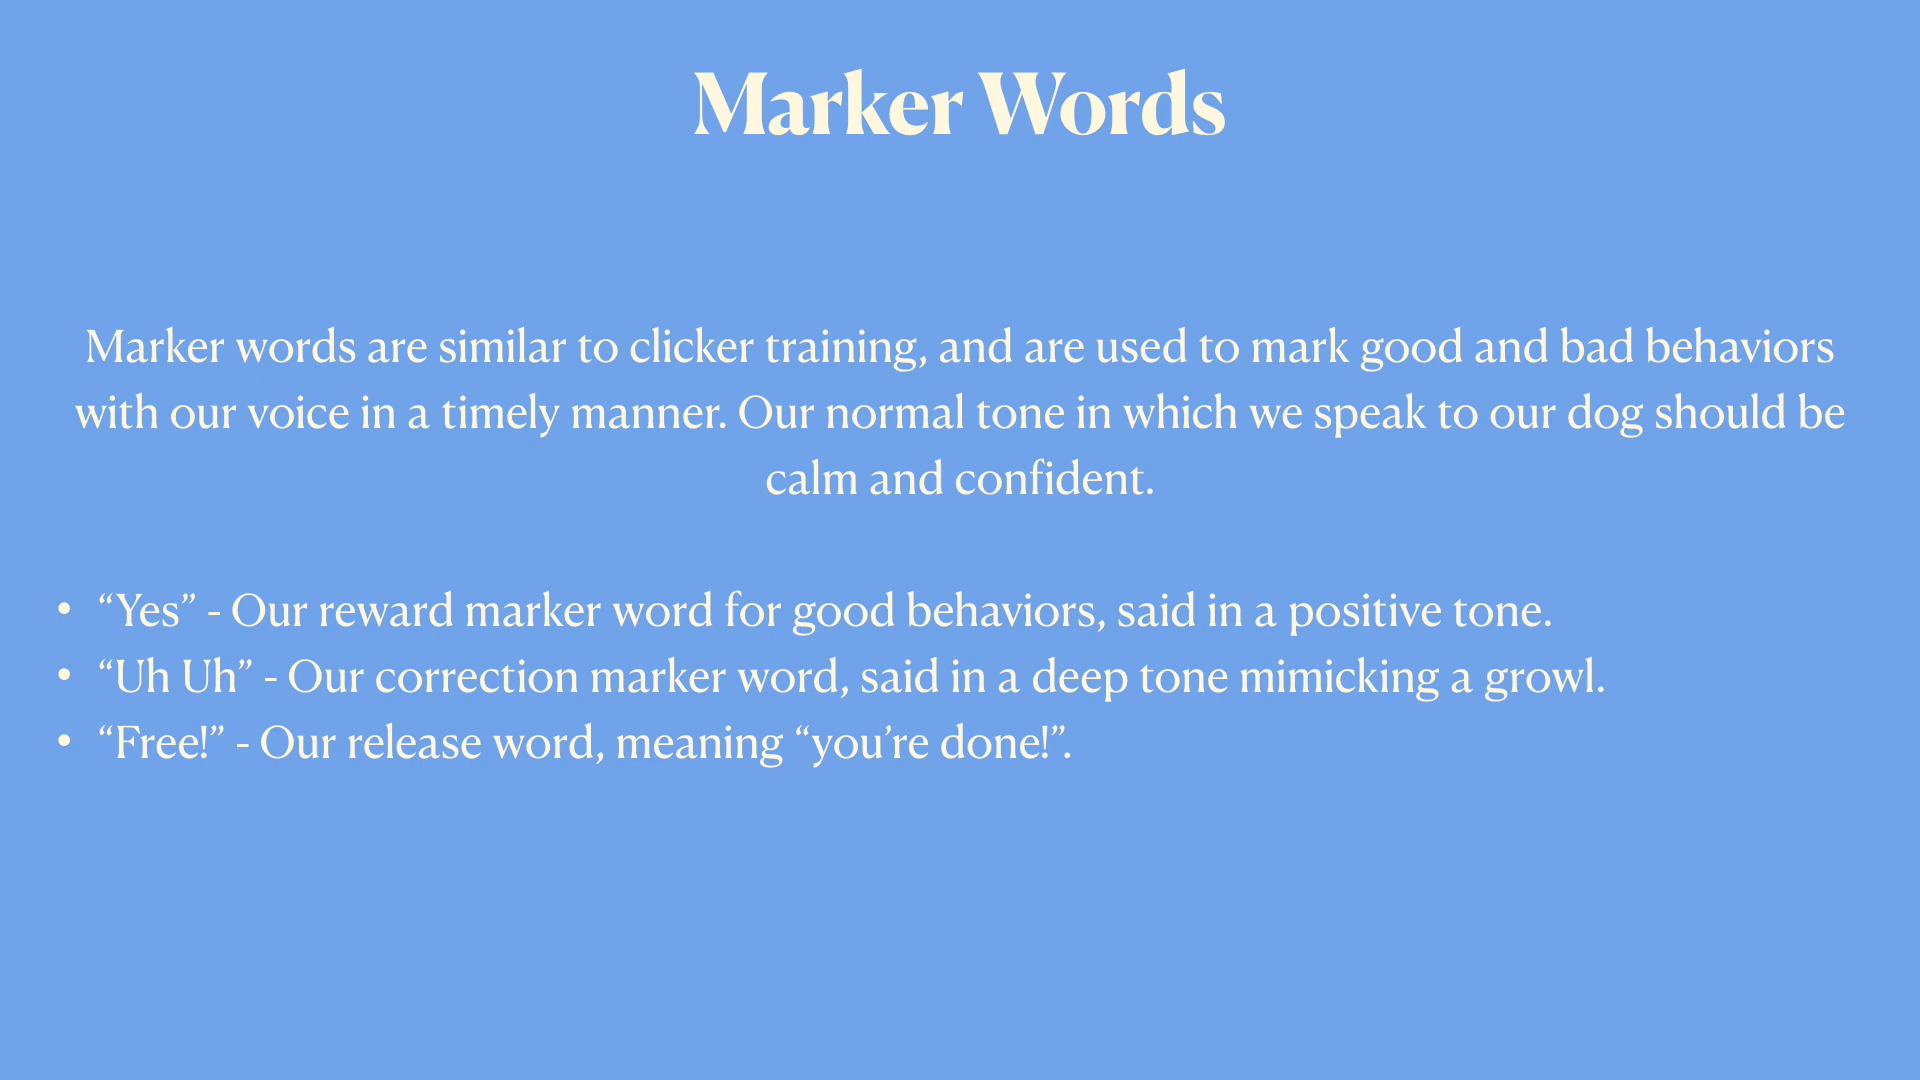 Marker Words
Marker words are similar to clicker training, and are used to mark good and bad behaviors
with our voice in a timely manner. Our normal tone in which we speak to our dog should be
calm and confident.
• “Yes” - Our reward marker word for good behaviors, said in a positive tone.
• “Uh Uh” - Our correction marker word, said in a deep tone mimicking a growl.
• “Free!” - Our release word, meaning “you’re done!”.